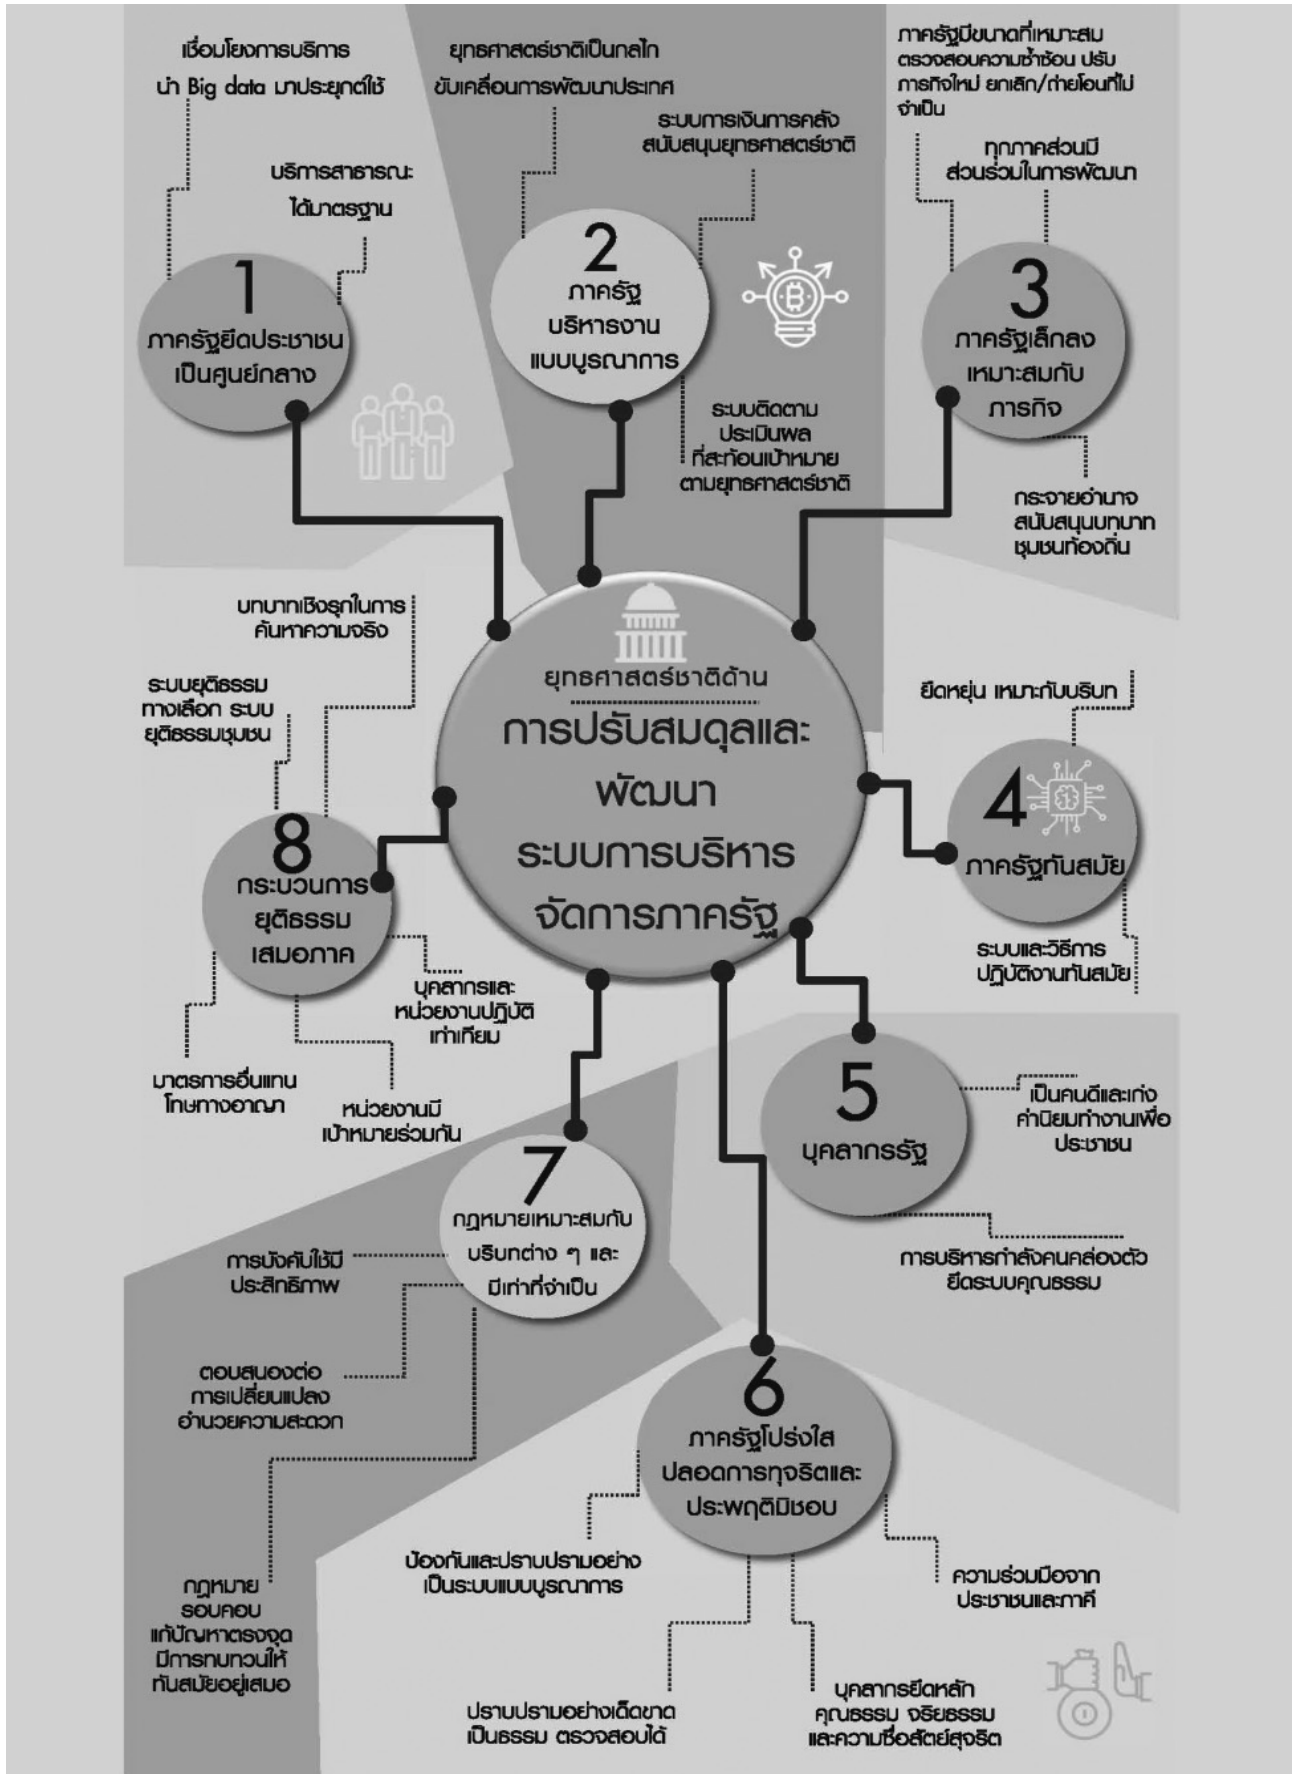 เชื่อมโยงการบริการ
นำ Big data มาประยุกต์ใช้
บริการสาธารณะ
ได้มาตรฐาน
1
ภาครัฐยึดประชาชน
เป็นศูนย์กลาง
ยุทธศาสตร์ชาติเป็นกลไก
ขับเคลื่อนการพัฒนาประเทศ
ระบบการเงินการคลัง
สนับสนุนยุทธศาสตร์ชาติ
2
ภาครัฐ
บริหารงาน
แบบบูรณาการ
ระบบติดตาม
ประเมินผล
ที่สะท้อนเป้าหมาย
ตามยุทธศาสตร์ชาติ
ภาครัฐมีขนาดที่เหมาะสม
ตรวจสอบความซ้ำซ้อน ปรับ
ภารกิจใหม่ ยกเลิก/ถ่ายโอนที่ไม่
จำเป็น
ทุกภาคส่วนมี
ส่วนร่วมในการพัฒนา
3
ภาครัฐเล็กลง
เหมาะสมกับ
ภารกิจ
กระจายอำนาจ
สนับสนุนบทบาท
ชุมชนท้องถิ่น
ยุทธศาสตร์ชาติด้าน
การปรับสมดุลและ
พัฒนา
ระบบการบริหาร
จัดการภาครัฐ
ยืดหยุ่น เหมาะกับบริบท
4
ภาครัฐทันสมัย
ระบบและวิธีการ
ปฏิบัติงานทันสมัย
5
บุคลากรรัฐ
เป็นคนดีและเก่ง
ค่านิยมทำงานเพื่อ
ประชาชน
การบริหารกำลังคนคล่องตัว
ยึดระบบคุณธรรม
6
ภาครัฐโปร่งใส
ปลอดการทุจริตและ
ประพฤติมิชอบ
ป้องกันและปราบปรามอย่าง
เป็นระบบแบบบูรณาการ
ปราบปรามอย่างเด็ดขาด
เป็นธรรม ตรวจสอบได้
บุคลากรยึดหลัก
คุณธรรม จริยธรรม
และความซื่อสัตย์สุจริต
ความร่วมมือจาก
ประชาชนและภาคี
7
กฎหมายเหมาะสมกับ
บริบทต่าง ๆ และ
มีเท่าที่จำเป็น
การบังคับใช้มี
ประสิทธิภาพ
ตอบสนองต่อ
การเปลี่ยนแปลง
อำนวยความสะดวก
กฎหมาย
รอบคอบ
แก้ปัญหาตรงจุด
มีการทบทวนให้
ทันสมัยอยู่เสมอ
บทบาทเชิงรุกในการ
ค้นหาความจริง
ระบบยุติธรรม
ทางเลือก ระบบ
ยุติธรรมชุมชน
8
กระบวนการ
ยุติธรรม
เสมอภาค
บุคลากรและ
หน่วยงานปฏิบัติ
เท่าเทียม
มาตรการอื่นแทน
โทษทางอาญา
หน่วยงานมี
เป้าหมายร่วมกัน